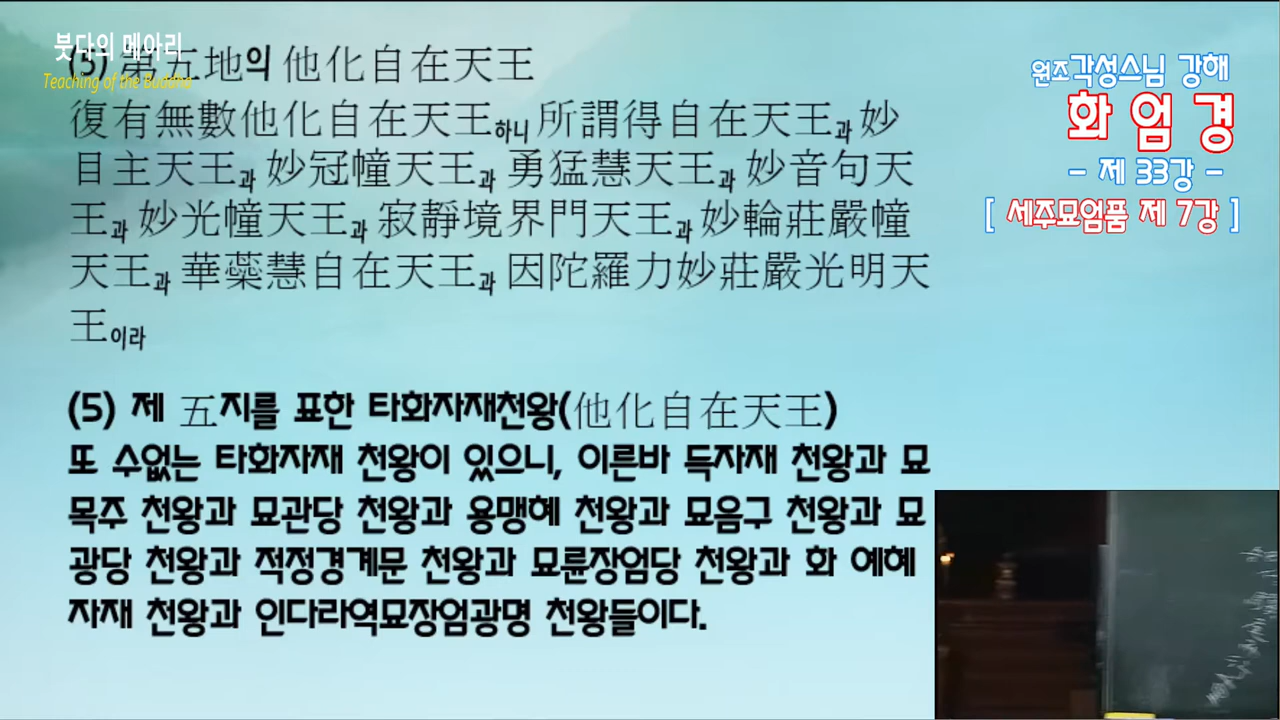 붓다의 메아리
Teaching of the Buddha
(5) 第五地의 他化自在天王
復有無數他化自在天王하니 所謂得自在天王과 妙
目主天王과 妙冠幢天王과 勇猛慧天王과 妙音句天
王과 妙光幢天王과 寂靜境界門天王과 妙輪莊嚴幢
天王과 華蘂慧自在天王과 因陀羅力妙莊嚴光明天
王이라
(5) 제 五지를 표한 타화자재천왕(他化自在天王)
또 수없는 타화자재 천왕이 있으니, 이른바 득자재 천왕과 묘
목주 천왕과 묘관당 천왕과 용맹혜 천왕과 묘음구 천왕과 묘
광당 천왕과 적정경계문 천왕과 묘륜장엄당 천왕과 화 예혜
자재 천왕과 인다라역묘장엄광명 천왕들이다.
원조각성스님 강해
화 엄 경
- 제 33강 -
[ 세주묘엄품 제 7강 ]